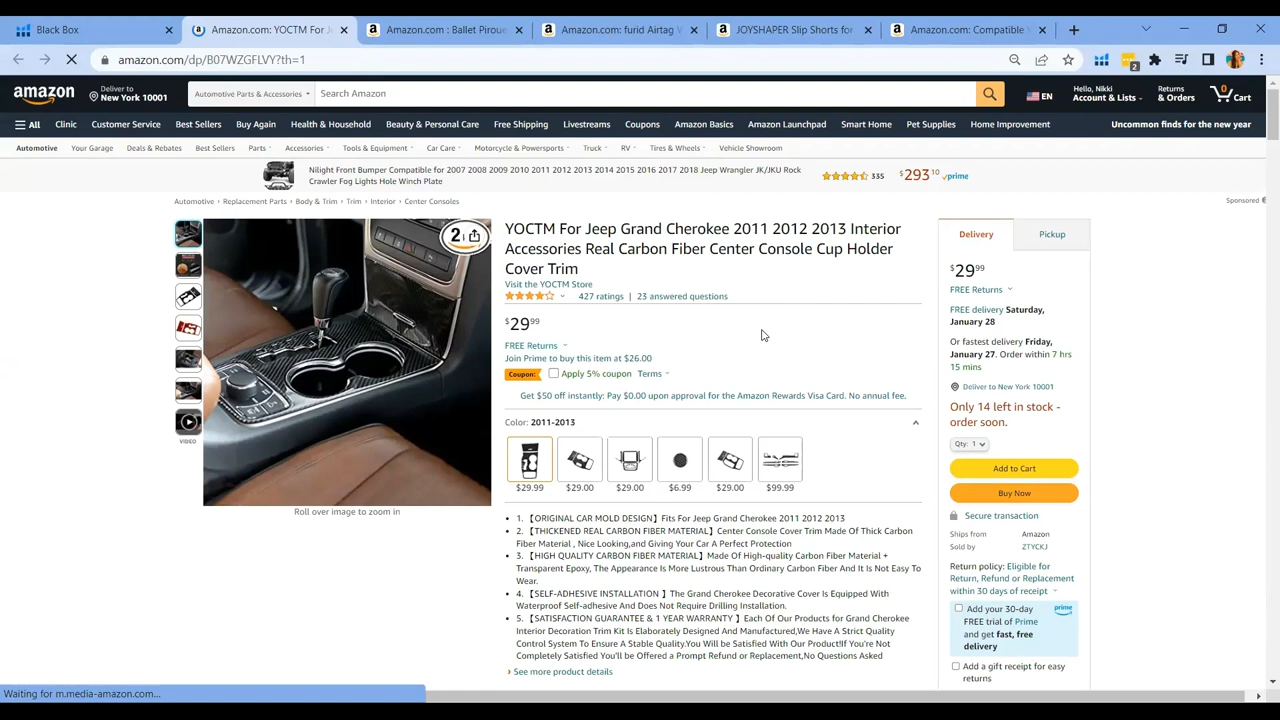 Black Box
Amazon.com: YOCTM For J
Amazon.com : Ballet Piroue
Amazon.com: furid Airtag W
JOYSHAPER Slip Shorts for
Amazon.com: Compatible
amazon.com/dp/B07WZGFLVY?th=1
2
amazon
Deliver to
New York 10001
Automotive Parts & Accessories
Search Amazon
EN
Hello, Nikki
Account & Lists
Returns
& Orders
0
Cart
All
Clinic
Customer Service
Best Sellers
Buy Again
Health & Household
Beauty & Personal Care
Free Shipping
Livestreams
Coupons
Amazon Basics
Amazon Launchpad
Smart Home
Pet Supplies
Home Improvement
Uncommon finds for the new year
Automotive
Your Garage
Deals & Rebates
Best Sellers
Parts
Accessories
Tools & Equipment
Car Care
Motorcycle & Powersports
Truck
RV
Tires & Wheels
Vehicle Showroom
Nilight Front Bumper Compatible for 2007 2008 2009 2010 2011 2012 2013 2014 2015 2016 2017 2018 Jeep Wrangler JK/JKU Rock
Crawler Fog Lights Hole Winch Plate
335
$293 10 prime
Sponsored
Automotive › Replacement Parts › Body & Trim › Trim › Interior › Center Consoles
2
VIDEO
Roll over image to zoom in
YOCTM For Jeep Grand Cherokee 2011 2012 2013 Interior
Accessories Real Carbon Fiber Center Console Cup Holder
Cover Trim
Visit the YOCTM Store
427 ratings | 23 answered questions
$29 99
FREE Returns
Join Prime to buy this item at $26.00
Coupon: Apply 5% coupon Terms
Get $50 off instantly: Pay $0.00 upon approval for the Amazon Rewards Visa Card. No annual fee.
Color: 2011-2013
$29.99
$29.00
$29.00
$6.99
$29.00
$99.99
• 1. 【ORIGINAL CAR MOLD DESIGN】Fits For Jeep Grand Cherokee 2011 2012 2013
• 2. 【THICKENED REAL CARBON FIBER MATERIAL】Center Console Cover Trim Made Of Thick Carbon
Fiber Material , Nice Looking,and Giving Your Car A Perfect Protection
• 3. 【HIGH QUALITY CARBON FIBER MATERIAL】Made Of High-quality Carbon Fiber Material +
Transparent Epoxy, The Appearance Is More Lustrous Than Ordinary Carbon Fiber And It Is Not Easy To
Wear.
• 4. 【SELF-ADHESIVE INSTALLATION 】The Grand Cherokee Decorative Cover Is Equipped With
Waterproof Self-adhesive And Does Not Require Drilling Installation.
• 5. 【SATISFACTION GUARANTEE & 1 YEAR WARRANTY 】Each Of Our Products for Grand Cherokee
Interior Decoration Trim Kit Is Elaborately Designed And Manufactured,We Have A Strict Quality
Control System To Ensure A Stable Quality.You Will be Satisfied With Our Product!If You're Not
Completely Satisfied You'll be Offered a Prompt Refund or Replacement,No Questions Asked
› See more product details
Delivery
Pickup
$29 99
FREE Returns
FREE delivery Saturday,
January 28
Or fastest delivery Friday,
January 27. Order within 7 hrs
15 mins
Deliver to New York 10001
Only 14 left in stock -
order soon.
Qty: 1
Add to Cart
Buy Now
Secure transaction
Ships from Amazon
Sold by ZTYCKJ
Return policy: Eligible for
Return, Refund or Replacement
within 30 days of receipt
Add your 30-day
FREE trial of Prime
and get fast, free
delivery
prime
Add a gift receipt for easy
returns
Waiting for m.media-amazon.com...